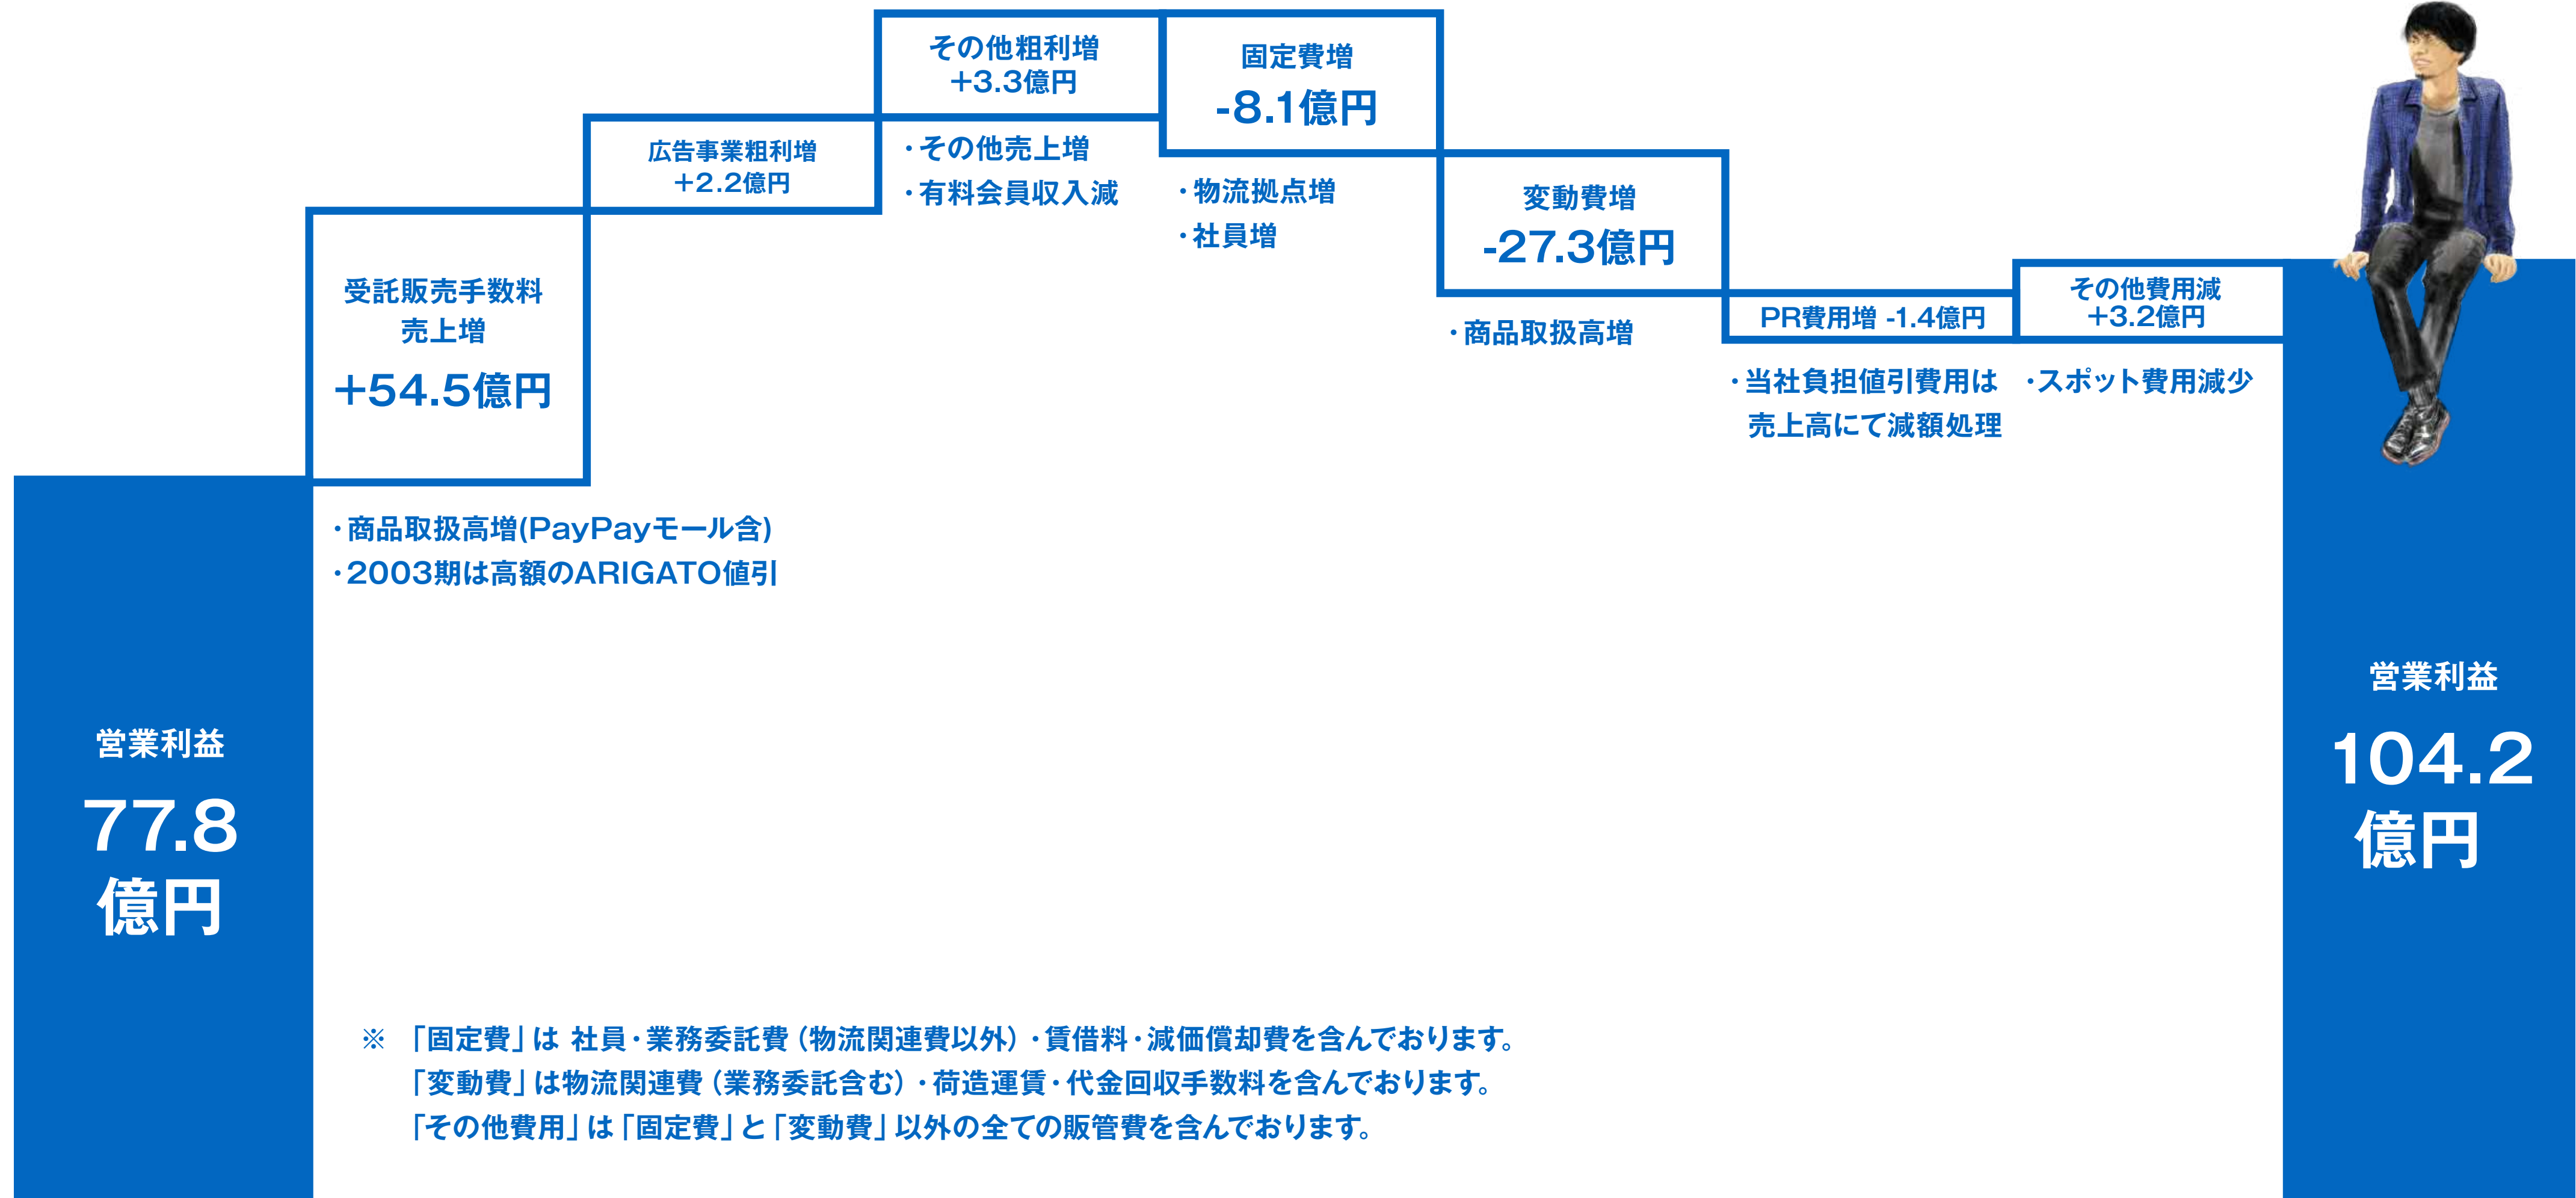 営業利益
77.8
億円
受託販売手数料
売上増
+54.5億円
・商品取扱高増(PayPayモール含)
・2003期は高額のARIGATO値引
広告事業粗利増
+2.2億円
その他粗利増
+3.3億円
・その他売上増
・有料会員収入減
固定費増
-8.1億円
・物流拠点増
・社員増
変動費増
-27.3億円
・商品取扱高増
PR費用増 -1.4億円
・当社負担値引費用は
売上高にて減額処理
その他費用減
+3.2億円
・スポット費用減少
営業利益
104.2
億円
※ 「固定費」は 社員・業務委託費（物流関連費以外）・賃借料・減価償却費を含んでおります。
「変動費」は物流関連費（業務委託含む）・荷造運賃・代金回収手数料を含んでおります。
「その他費用」は「固定費」と「変動費」以外の全ての販管費を含んでおります。